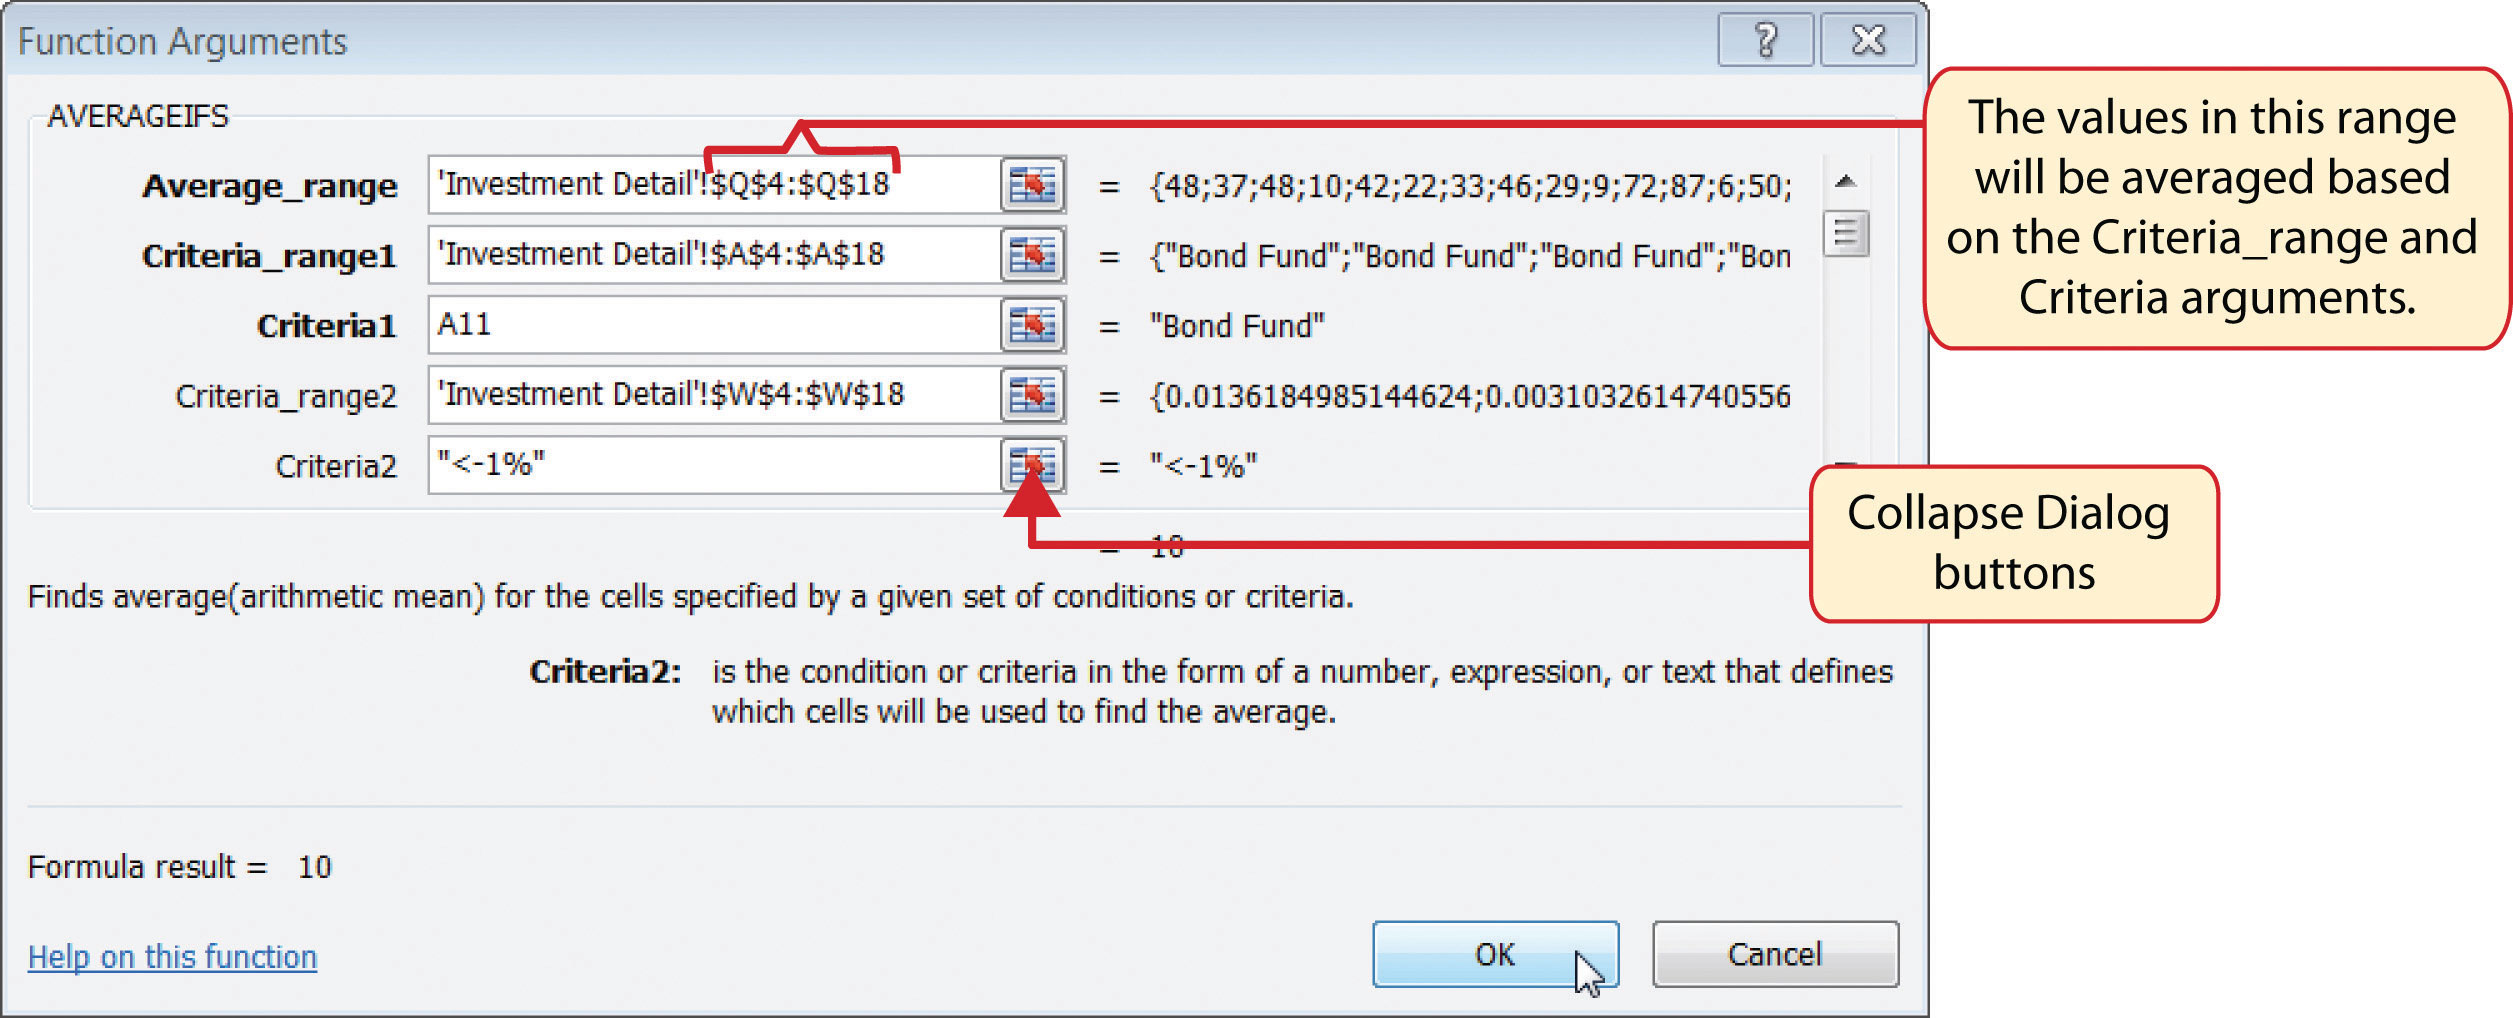 Function Arguments
AVERAGEIFS
Average_range 'Investment Detail'!$Q$4:$Q$18 = {48;37;48;10;42;22;33;46;29;9;72;87;6;50;
Criteria_range1 'Investment Detail'!$A$4:$A$18 = {"Bond Fund";"Bond Fund";"Bond Fund";"Bon
Criteria1 A11 = "Bond Fund"
Criteria_range2 'Investment Detail'!$W$4:$W$18 = {0.0136184985144624;0.0031032614740556
Criteria2 "<-1%" = "<-1%"
= 10
Finds average(arithmetic mean) for the cells specified by a given set of conditions or criteria.
Criteria2: is the condition or criteria in the form of a number, expression, or text that defines
which cells will be used to find the average.
Formula result = 10
Help on this function
OK
Cancel
The values in this range
will be averaged based
on the Criteria_range and
Criteria arguments.
Collapse Dialog
buttons